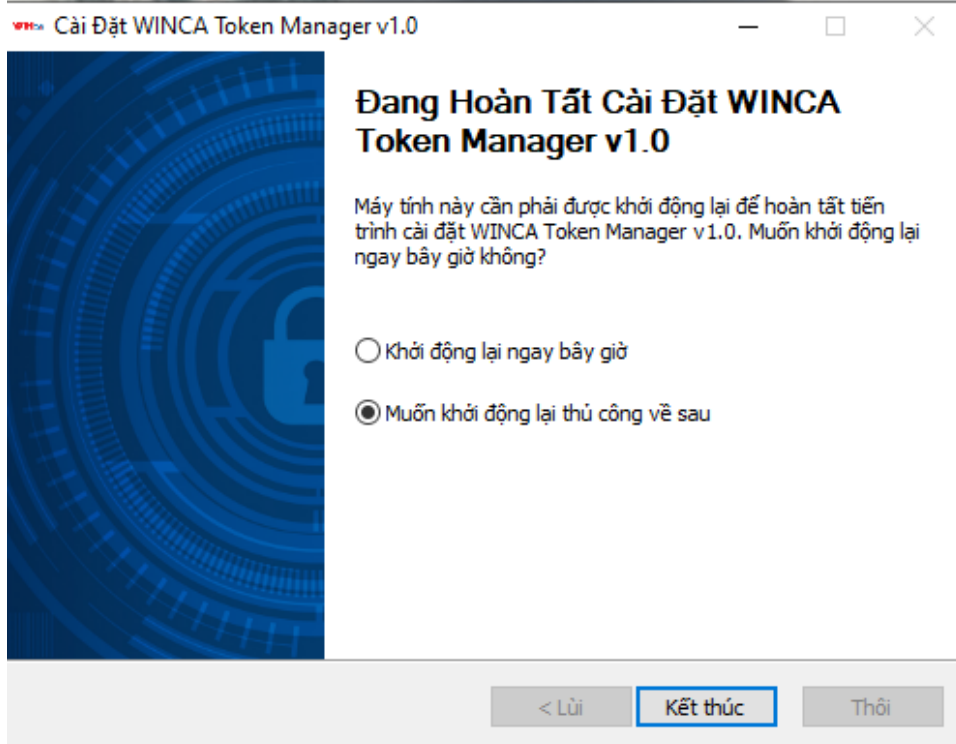 Cài Đặt WINCA Token Manager v1.0
Đang Hoàn Tất Cài Đặt WINCA
Token Manager v1.0
Máy tính này cần phải được khởi động lại để hoàn tất tiến
trình cài đặt WINCA Token Manager v1.0. Muốn khởi động lại
ngay bây giờ không?
Khởi động lại ngay bây giờ
Muốn khởi động lại thủ công về sau
< Lùi
Kết thúc
Thôi